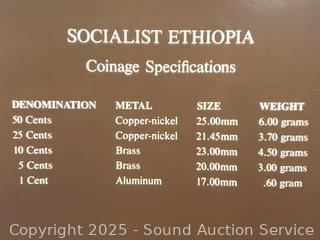 SOCIALIST ETHIOPIA
Coinage Specifications
DENOMINATION METAL SIZE WEIGHT
50 Cents Copper-nickel 25.00mm 6.00 grams
25 Cents Copper-nickel 21.45mm 3.70 grams
10 Cents Brass 23.00mm 4.50 grams
5 Cents Brass 20.00mm 3.00 grams
1 Cent Aluminum 17.00mm .60 gram
Copyright 2025 - Sound Auction Service